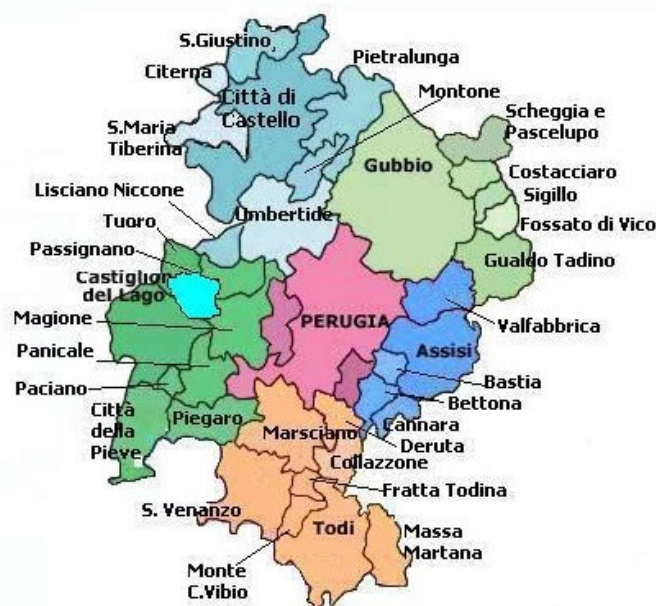 S.Giustino
Pietralunga
Citerna
Montone
Città di
Castello
S.Maria
Tiberina
Scheggia e
Pascelupo
Gubbio
Costacciaro
Lisciano Niccone
Sigillo
Umbertide
Tuoro
Fossato di Vico
Passignano
Gualdo Tadino
Castiglion
del Lago
Magione
PERUGIA
Valfabbrica
Panicale
Assisi
Paciano
Bastia
Bettona
Città
della
Pieve
Piegaro
Cannara
Marsciano
Deruta
Collazzone
Fratta Todina
S. Venanzo
Todi
Massa
Martana
Monte
C.Vibio